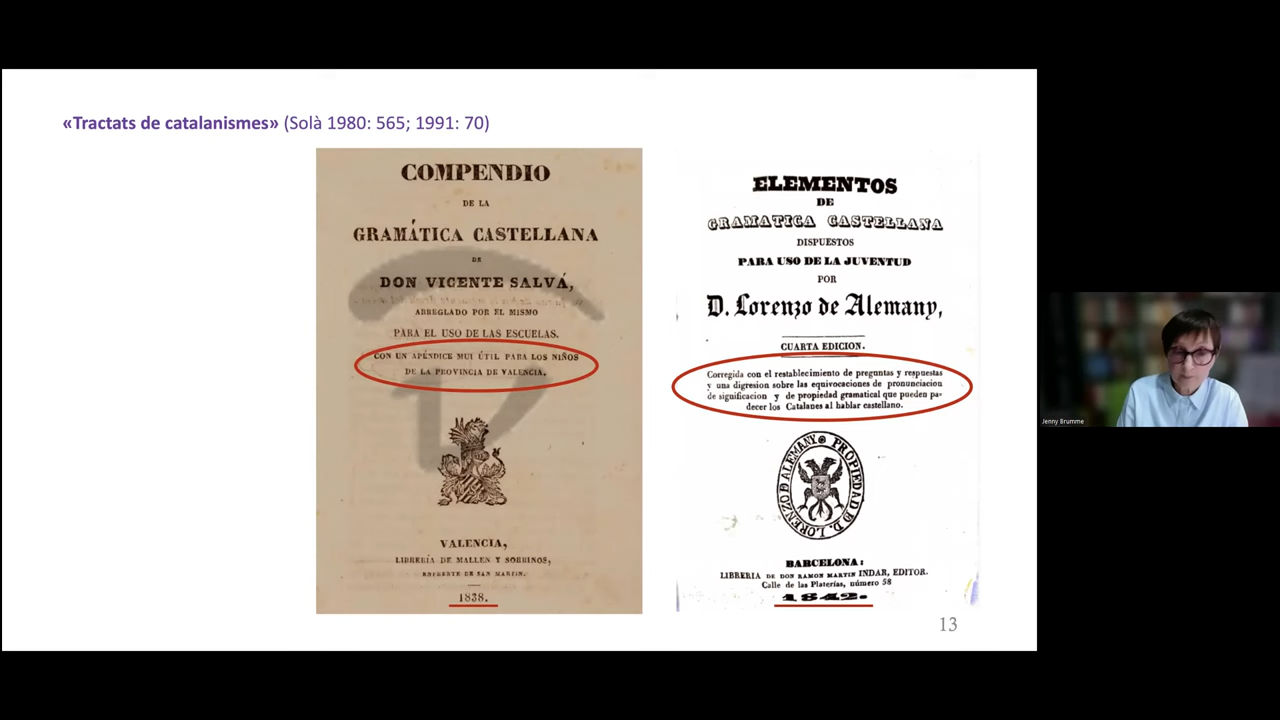 «Tractats de catalanismes» (Solà 1980: 565; 1991: 70)
COMPENDIO
DE LA
GRAMÁTICA CASTELLANA
DE
DON VICENTE SALVÁ,
ARREGLADO POR EL MISMO
PARA EL USO DE LAS ESCUELAS.
CON UN APÉNDICE MUI ÚTIL PARA LOS NIÑOS
DE LA PROVINCIA DE VALENCIA.
VALENCIA,
LIBRERÍA DE MALLEN Y SOBRINOS,
ENFRENTE DE SAN MARTIN.
1838.
ELEMENTOS
DE
GRAMATICA CASTELLANA
DISPUESTOS
PARA USO DE LA JUVENTUD
POR
D. Lorenzo de Alemany,
CUARTA EDICION.
Corregida con el restablecimiento de preguntas y respuestas
y una digresion sobre las equivocaciones de pronunciacion
de significacion y de propiedad gramatical que pueden pa-
decer los Catalanes al hablar castellano.
PROPIEDAD DE D. LORENZO D ALEMANY
BARCELONA:
LIBRERIA DE DON RAMON MARTIN INDAR, EDITOR.
Calle de las Platerías, número 58
1842.
13
Jenny Brumme